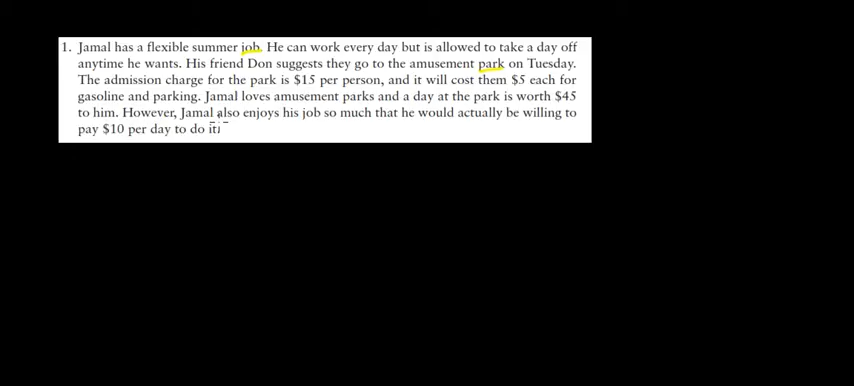 1. Jamal has a flexible summer job. He can work every day but is allowed to take a day off
anytime he wants. His friend Don suggests they go to the amusement park on Tuesday.
The admission charge for the park is $15 per person, and it will cost them $5 each for
gasoline and parking. Jamal loves amusement parks and a day at the park is worth $45
to him. However, Jamal also enjoys his job so much that he would actually be willing to
pay $10 per day to do it.